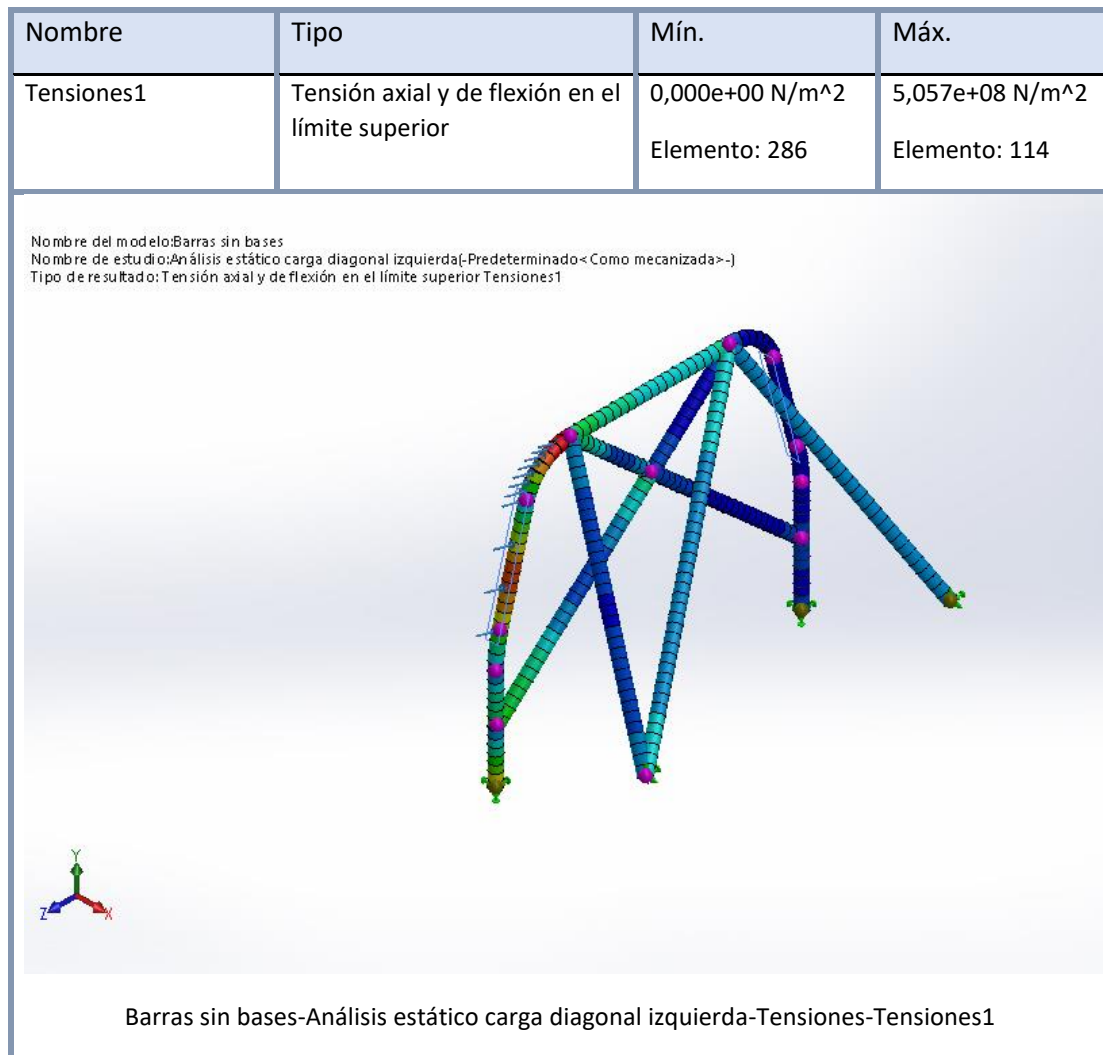 Nombre Tipo Mín. Máx.
Tensiones1 Tensión axial y de flexión en el 0,000e+00 N/m^2 5,057e+08 N/m^2
límite superior
Elemento: 286 Elemento: 114
Nombre del modelo:Barras sin bases
Nombre de estudio:Análisis estático carga diagonal izquierda(-Predeterminado<Como mecanizada>-)
Tipo de resultado: Tensión axial y de flexión en el límite superior Tensiones1
Y
Z X
Barras sin bases-Análisis estático carga diagonal izquierda-Tensiones-Tensiones1